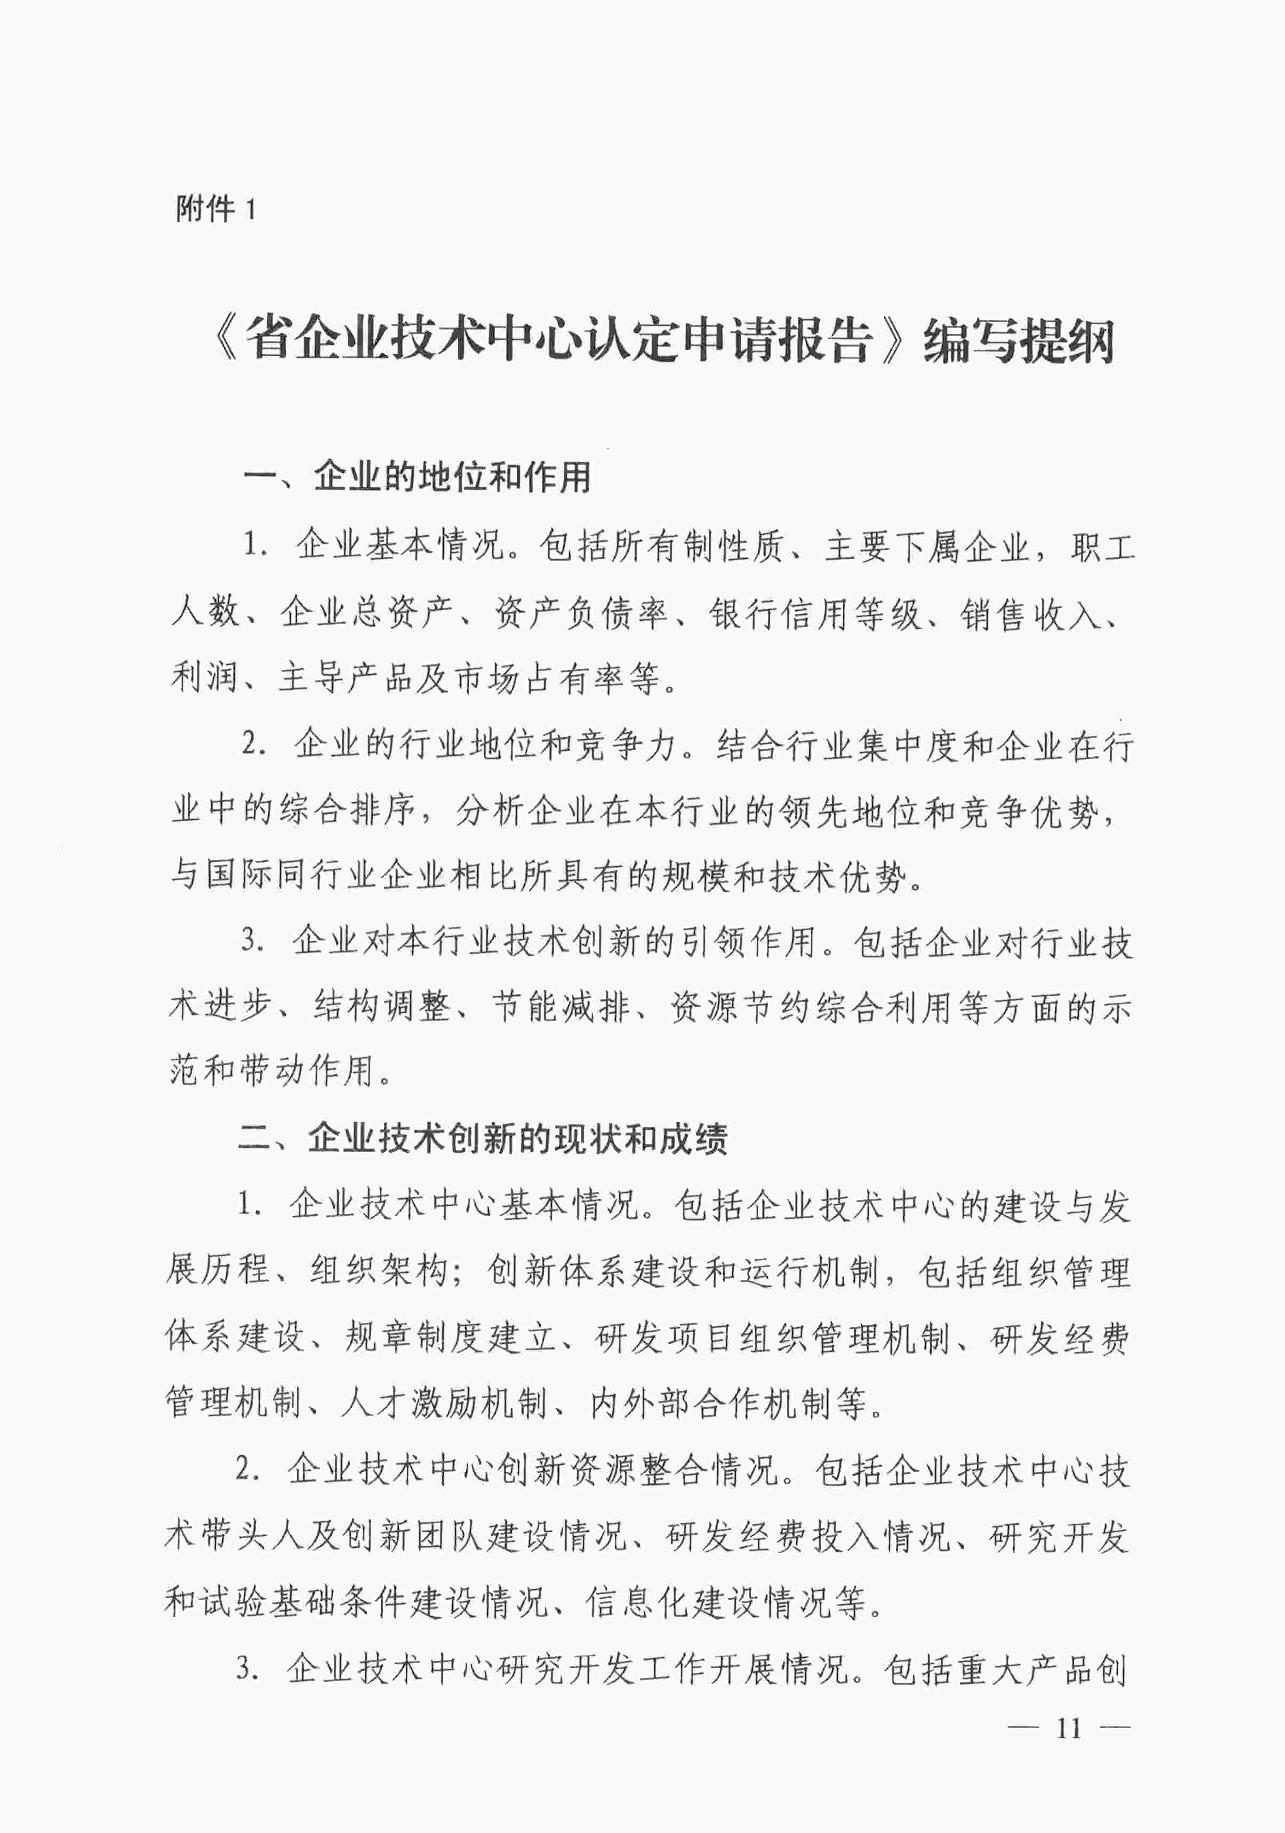 附件 1
《省企业技术中心认定申请报告》编写提纲
一、企业的地位和作用
1. 企业基本情况。包括所有制性质、主要下属企业，职工
人数、企业总资产、资产负债率、银行信用等级、销售收入、
利润、主导产品及市场占有率等。
2. 企业的行业地位和竞争力。结合行业集中度和企业在行
业中的综合排序，分析企业在本行业的领先地位和竞争优势，
与国际同行业企业相比所具有的规模和技术优势。
3. 企业对本行业技术创新的引领作用。包括企业对行业技
术进步、结构调整、节能减排、资源节约综合利用等方面的示
范和带动作用。
二、企业技术创新的现状和成绩
1. 企业技术中心基本情况。包括企业技术中心的建设与发
展历程、组织架构；创新体系建设和运行机制，包括组织管理
体系建设、规章制度建立、研发项目组织管理机制、研发经费
管理机制、人才激励机制、内外部合作机制等。
2. 企业技术中心创新资源整合情况。包括企业技术中心技
术带头人及创新团队建设情况、研发经费投入情况、研究开发
和试验基础条件建设情况、信息化建设情况等。
3. 企业技术中心研究开发工作开展情况。包括重大产品创
— 11 —